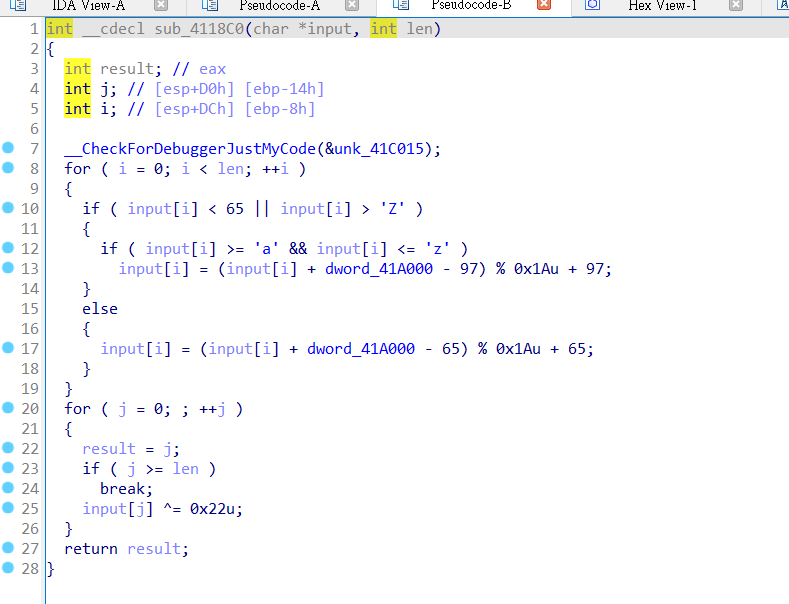 IDA View-A Pseudocode-A Pseudocode-B Hex View-1
1 int __cdecl sub_4118C0(char *input, int len)
2 {
3 int result; // eax
4 int j; // [esp+D0h] [ebp-14h]
5 int i; // [esp+DCh] [ebp-8h]
6
7 __CheckForDebuggerJustMyCode(&unk_41C015);
8 for ( i = 0; i < len; ++i )
9 {
10 if ( input[i] < 65 || input[i] > 'Z' )
11 {
12 if ( input[i] >= 'a' && input[i] <= 'z' )
13 input[i] = (input[i] + dword_41A000 - 97) % 0x1Au + 97;
14 }
15 else
16 {
17 input[i] = (input[i] + dword_41A000 - 65) % 0x1Au + 65;
18 }
19 }
20 for ( j = 0; ; ++j )
21 {
22 result = j;
23 if ( j >= len )
24 break;
25 input[j] ^= 0x22u;
26 }
27 return result;
28 }